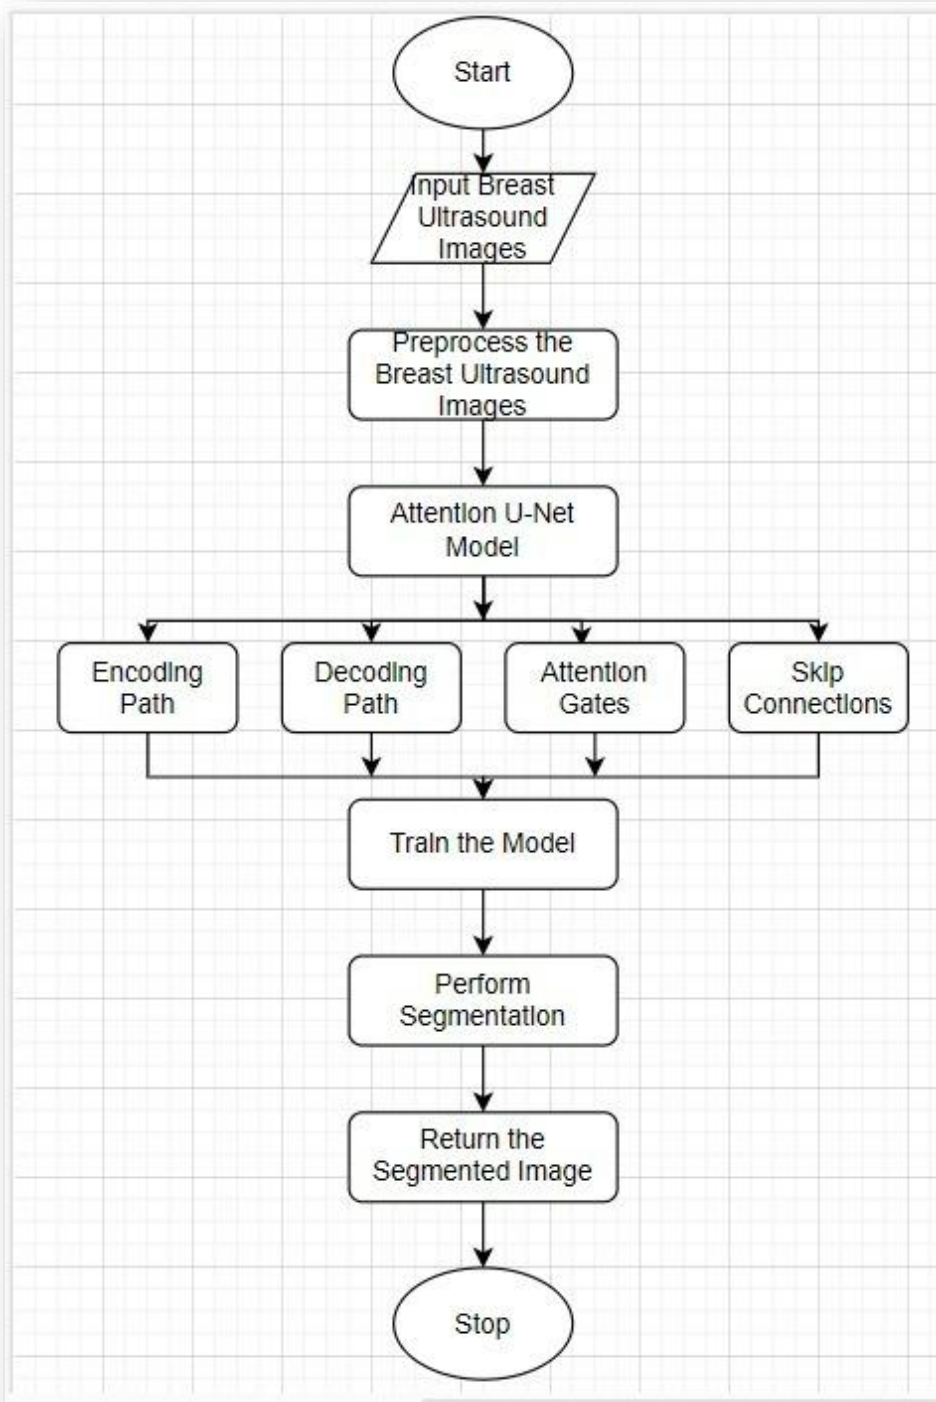 Start
Input Breast
Ultrasound
Images
Preprocess the
Breast Ultrasound
Images
Attention U-Net
Model
Encoding
Path
Decoding
Path
Attention
Gates
Skip
Connections
Train the Model
Perform
Segmentation
Return the
Segmented Image
Stop